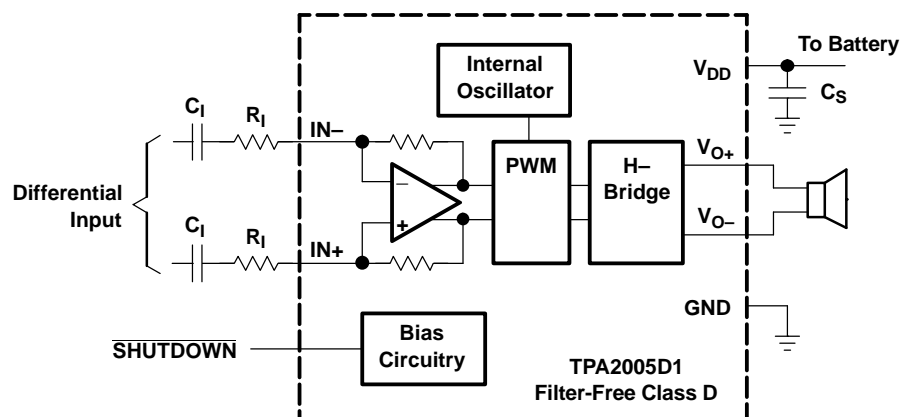 To Battery
Internal
Oscillator
VDD
CS
CI
RI
IN−
VO+
PWM
H−
Bridge
−
Differential
Input
VO−
CI
RI
IN+
+
GND
SHUTDOWN
Bias
Circuitry
TPA2005D1
Filter-Free Class D